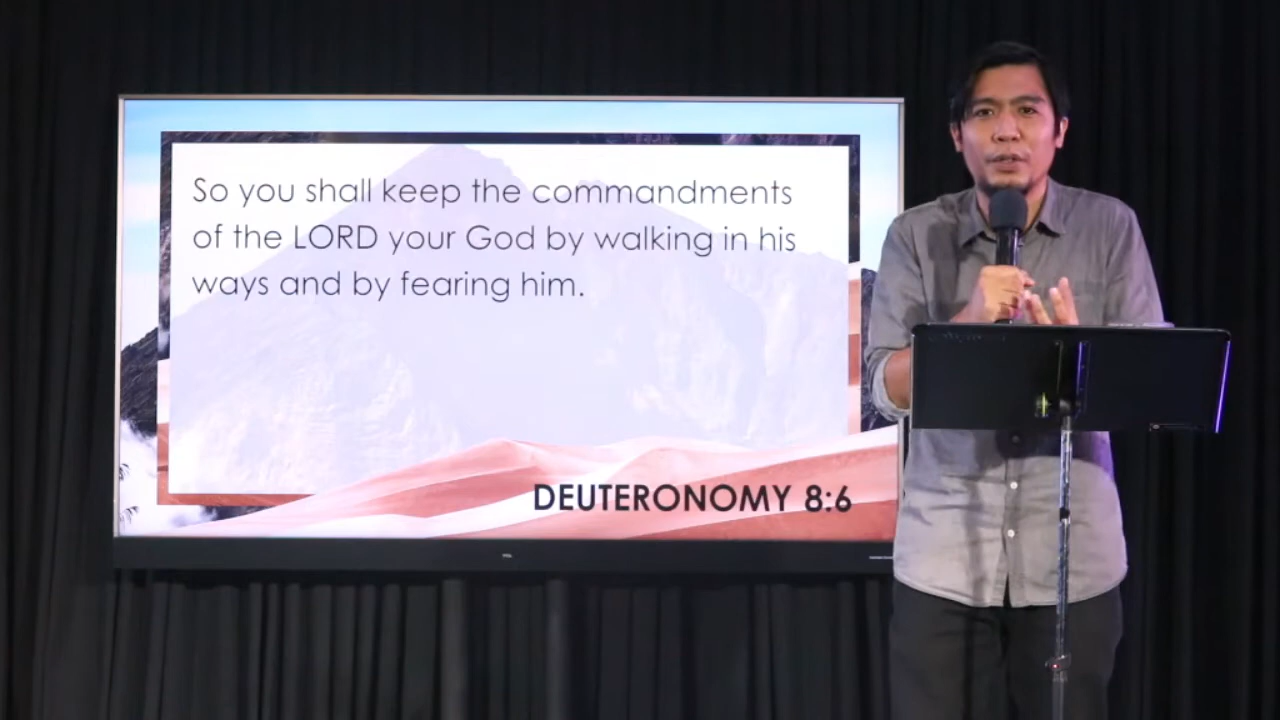 So you shall keep the commandments
of the LORD your God by walking in his
ways and by fearing him.
DEUTERONOMY 8:6
TCL